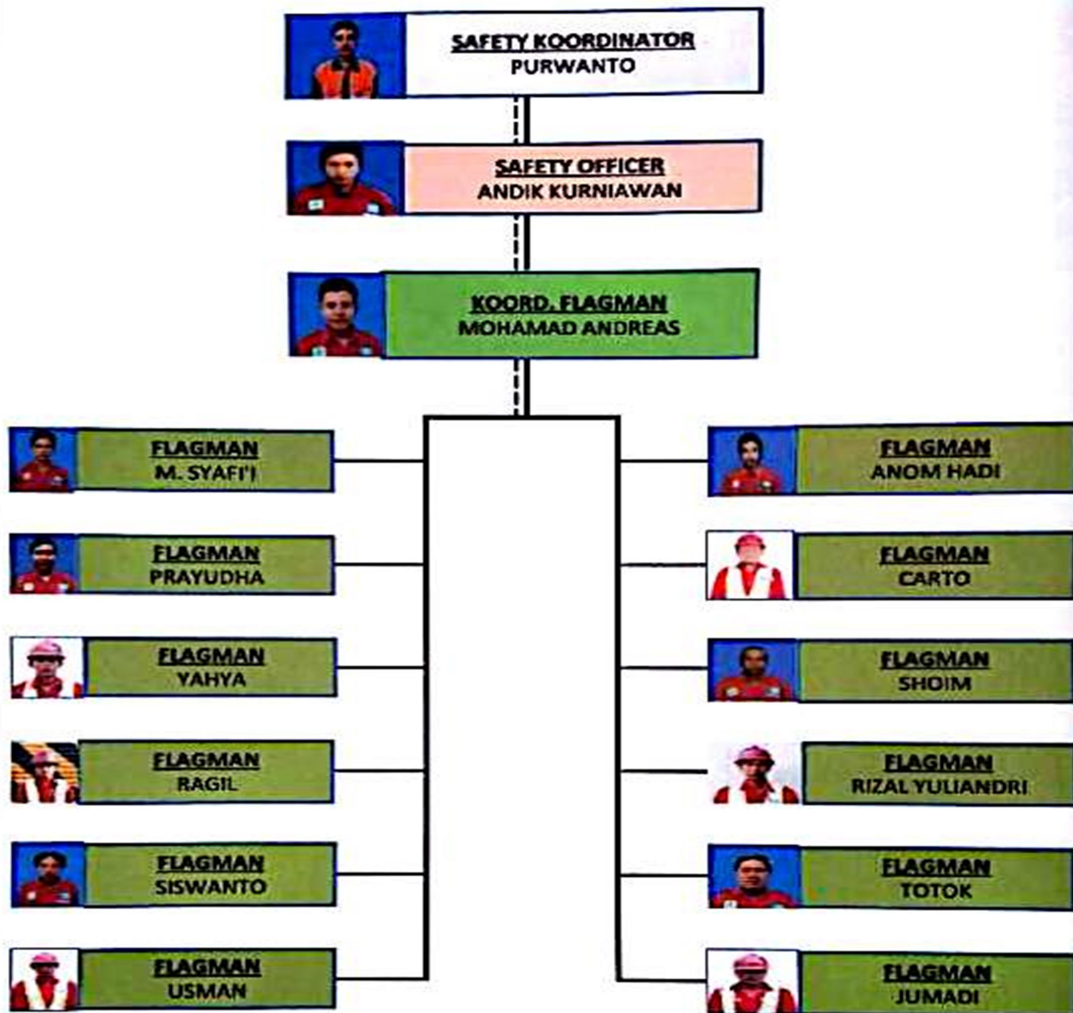 SAFETY KOORDINATOR
PURWANTO
SAFETY OFFICER
ANDIK KURNIAWAN
KOORD. FLAGMAN
MOHAMAD ANDREAS
FLAGMAN
M. SYAFI'I
FLAGMAN
PRAYUDHA
FLAGMAN
YAHYA
FLAGMAN
RAGIL
FLAGMAN
SISWANTO
FLAGMAN
USMAN
FLAGMAN
ANOM HADI
FLAGMAN
CARTO
FLAGMAN
SHOIM
FLAGMAN
RIZAL YULIANDRI
FLAGMAN
TOTOK
FLAGMAN
JUMADI